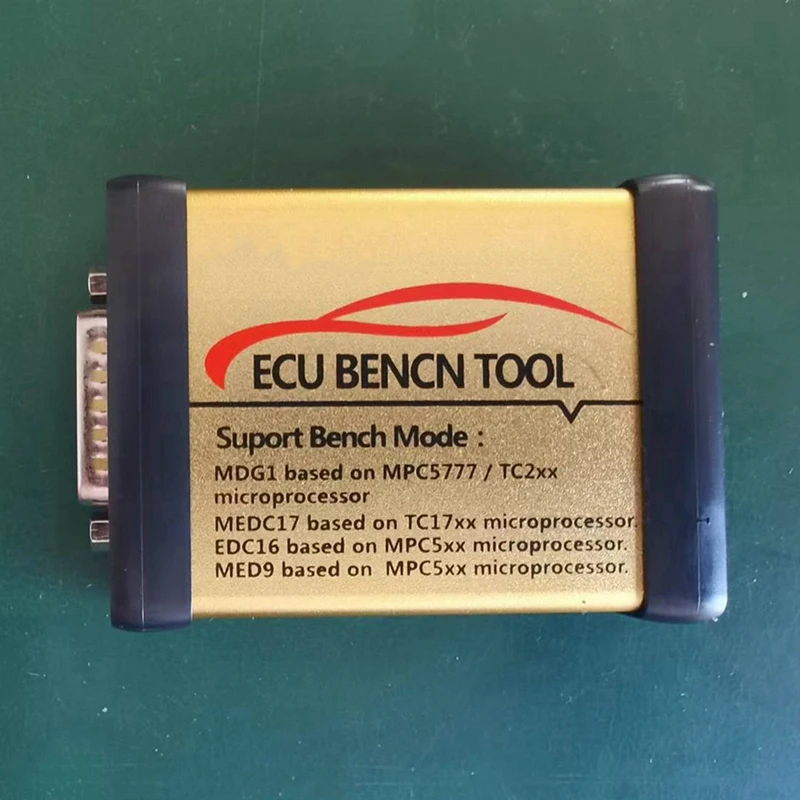 ECU BENCN TOOL
Suport Bench Mode :
MDG1 based on MPC5777 / TC2xx
microprocessor
MEDC17 based on TC17xx microprocessor.
EDC16 based on MPC5xx microprocessor.
MED9 based on MPC5xx microprocessor.